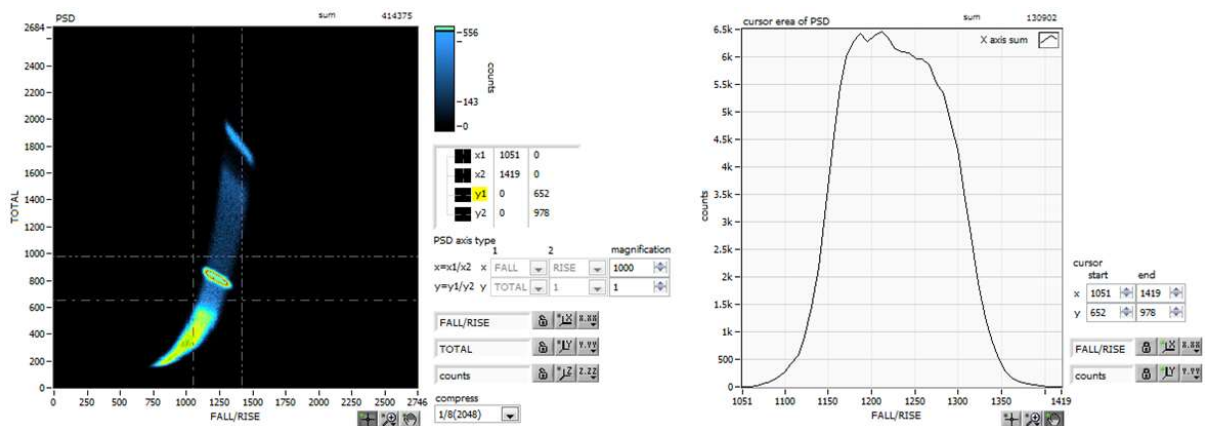 PSD
sum 414375
2684
2600
2400
2200
2000
1800
1600
1400
1200
1000
800
600
400
200
0
TOTAL
0 250 500 750 1000 1250 1500 1750 2000 2250 2500 2746
FALL/RISE
556
143
0
counts
x1 1051 0
x2 1419 0
y1 0 652
y2 0 978
PSD axis type
1 2 magnification
x=x1/x2 x FALL RISE 1000
y=y1/y2 y TOTAL 1 1
FALL/RISE
TOTAL
counts
compress
1/8(2048)
cursor erea of PSD
sum 130902
X axis sum
6.5k
6k
5.5k
5k
4.5k
4k
3.5k
3k
2.5k
2k
1.5k
1k
500
0
counts
1051 1100 1150 1200 1250 1300 1350 1419
FALL/RISE
cursor
start end
x 1051 1419
y 652 978
FALL/RISE
counts